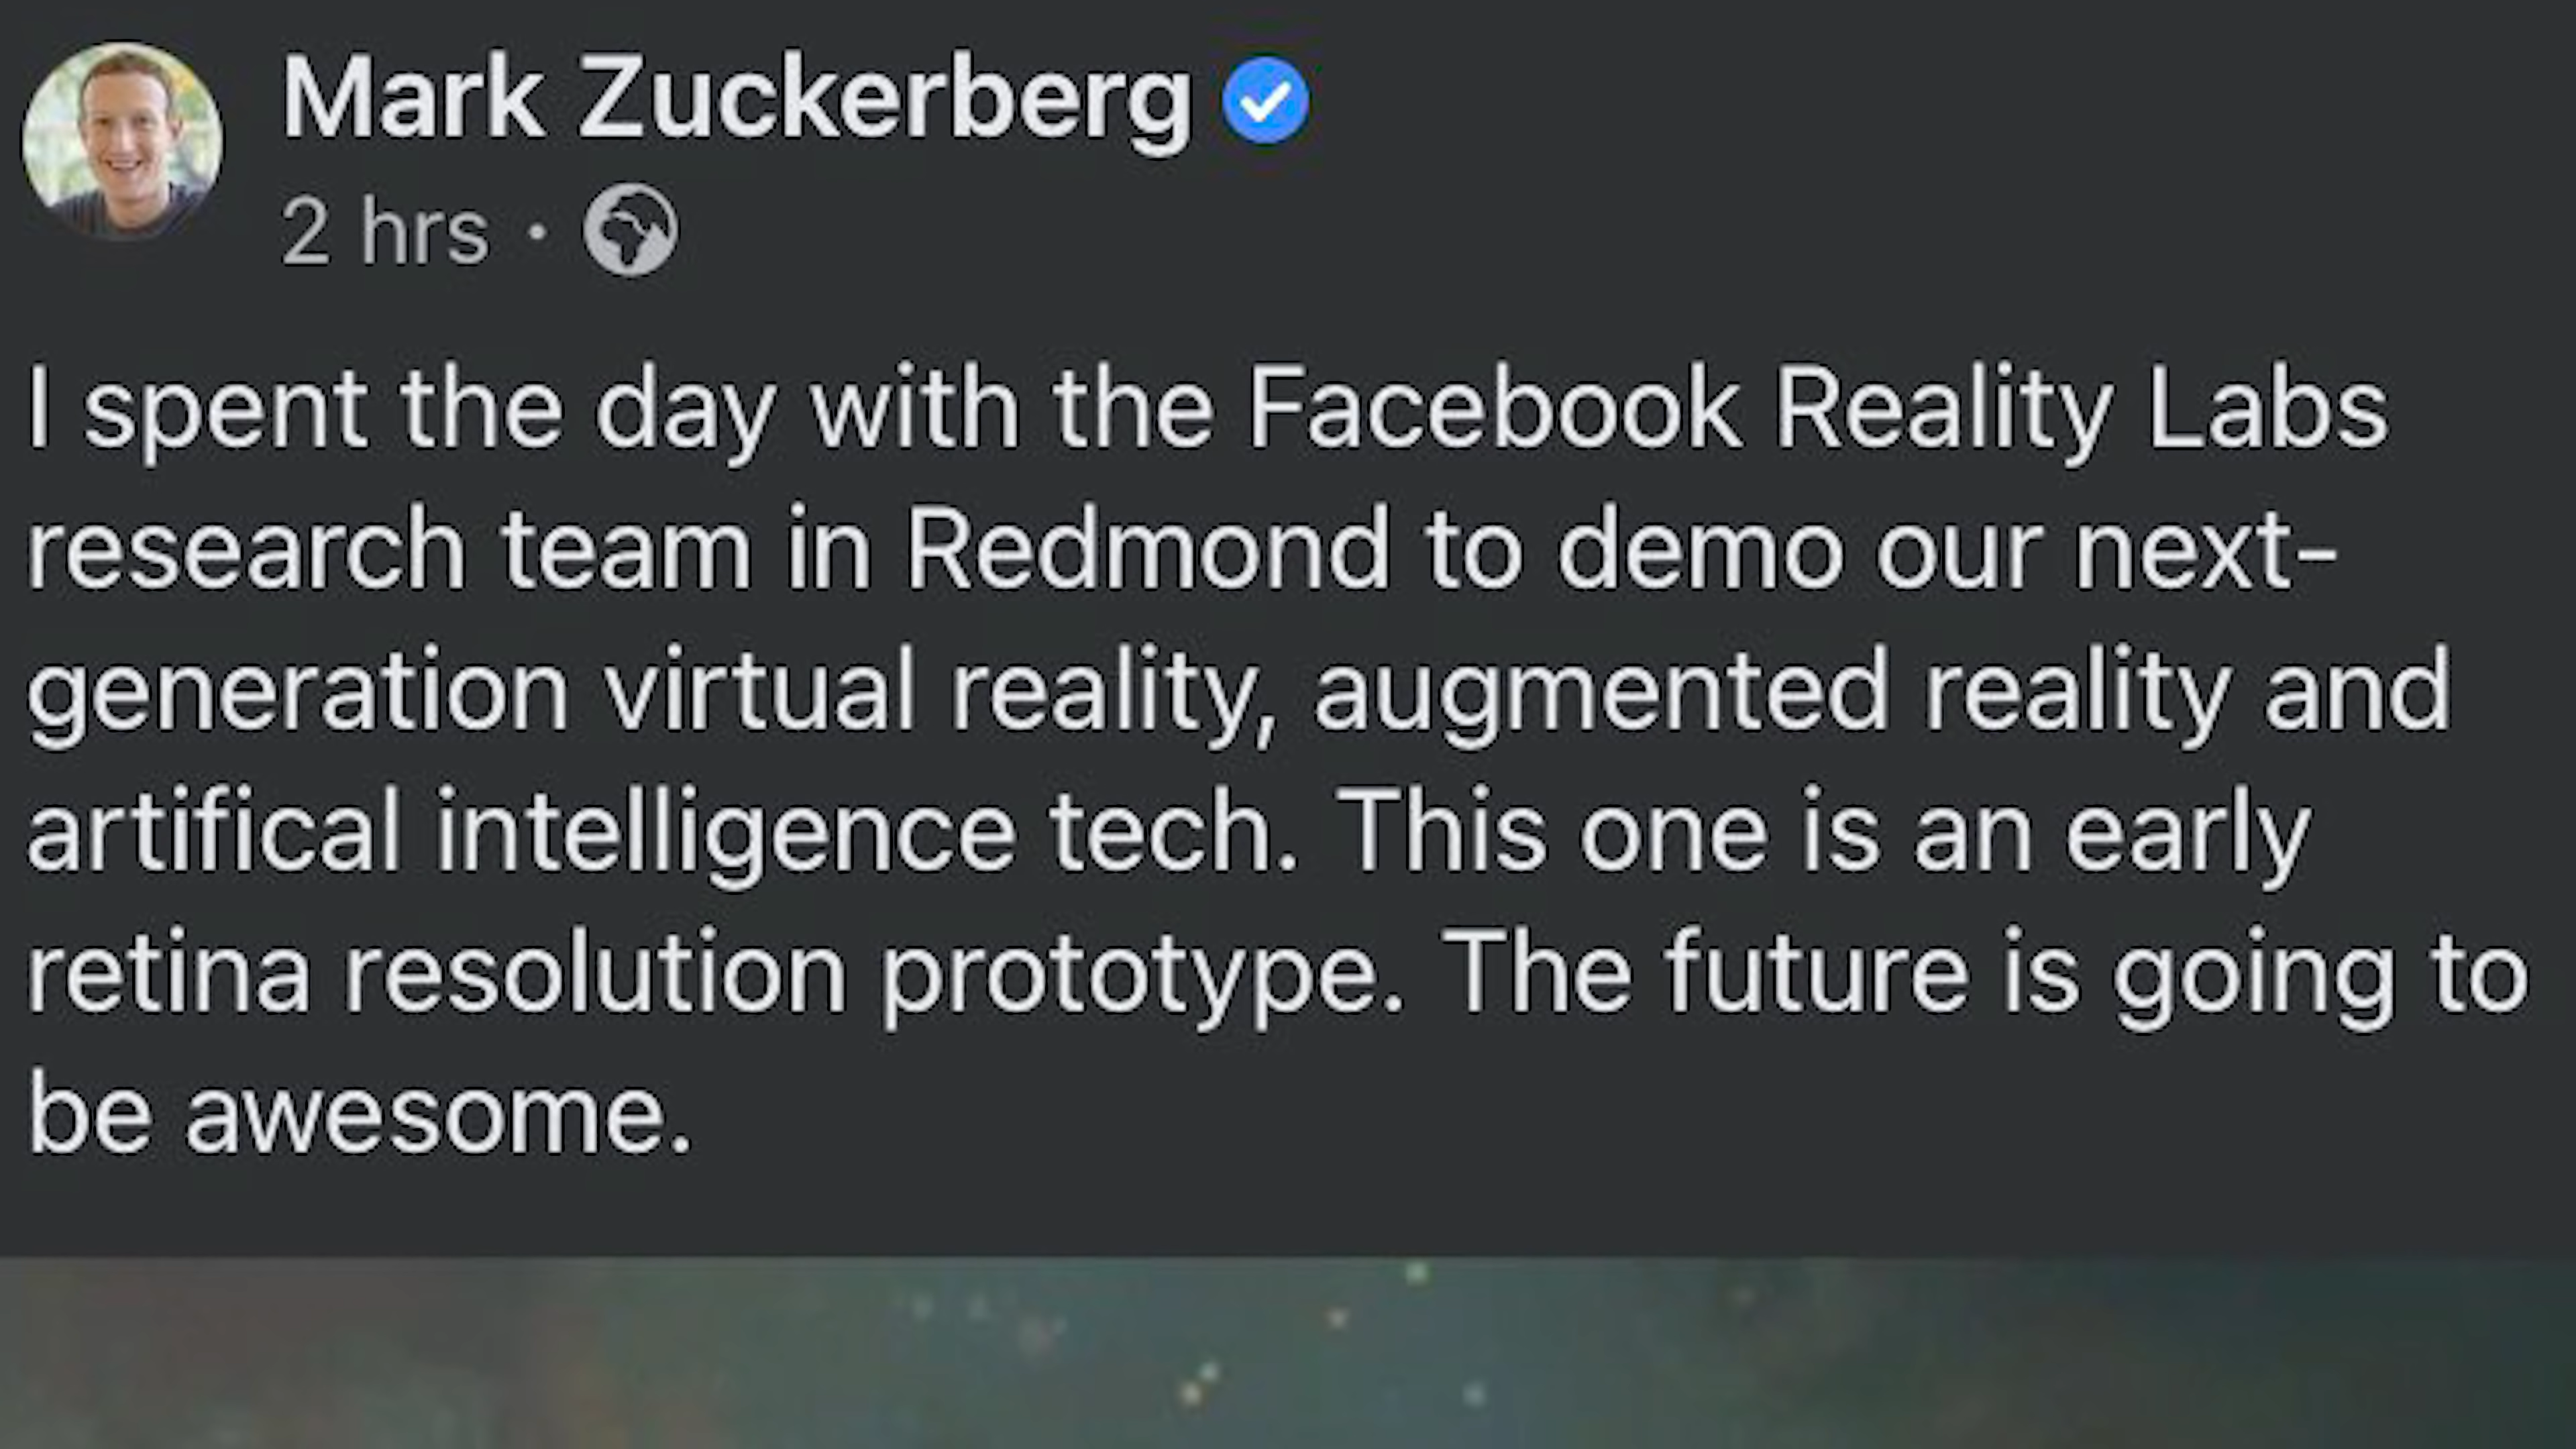 Mark Zuckerberg
2 hrs ·
I spent the day with the Facebook Reality Labs
research team in Redmond to demo our next-
generation virtual reality, augmented reality and
artifical intelligence tech. This one is an early
retina resolution prototype. The future is going to
be awesome.